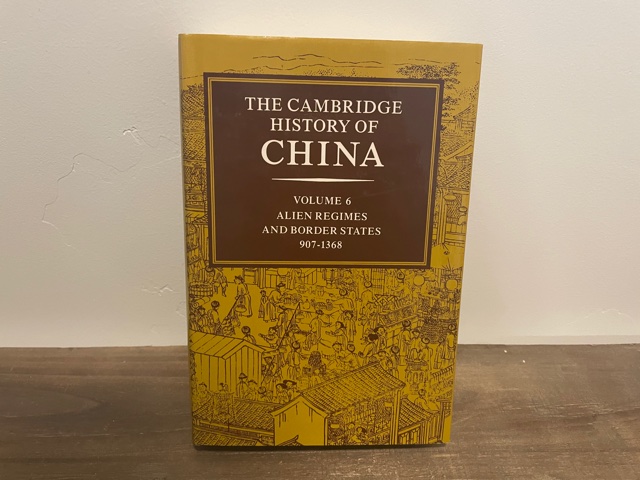 THE CAMBRIDGE
HISTORY OF
CHINA
VOLUME 6
ALIEN REGIMES
AND BORDER STATES
907-1368